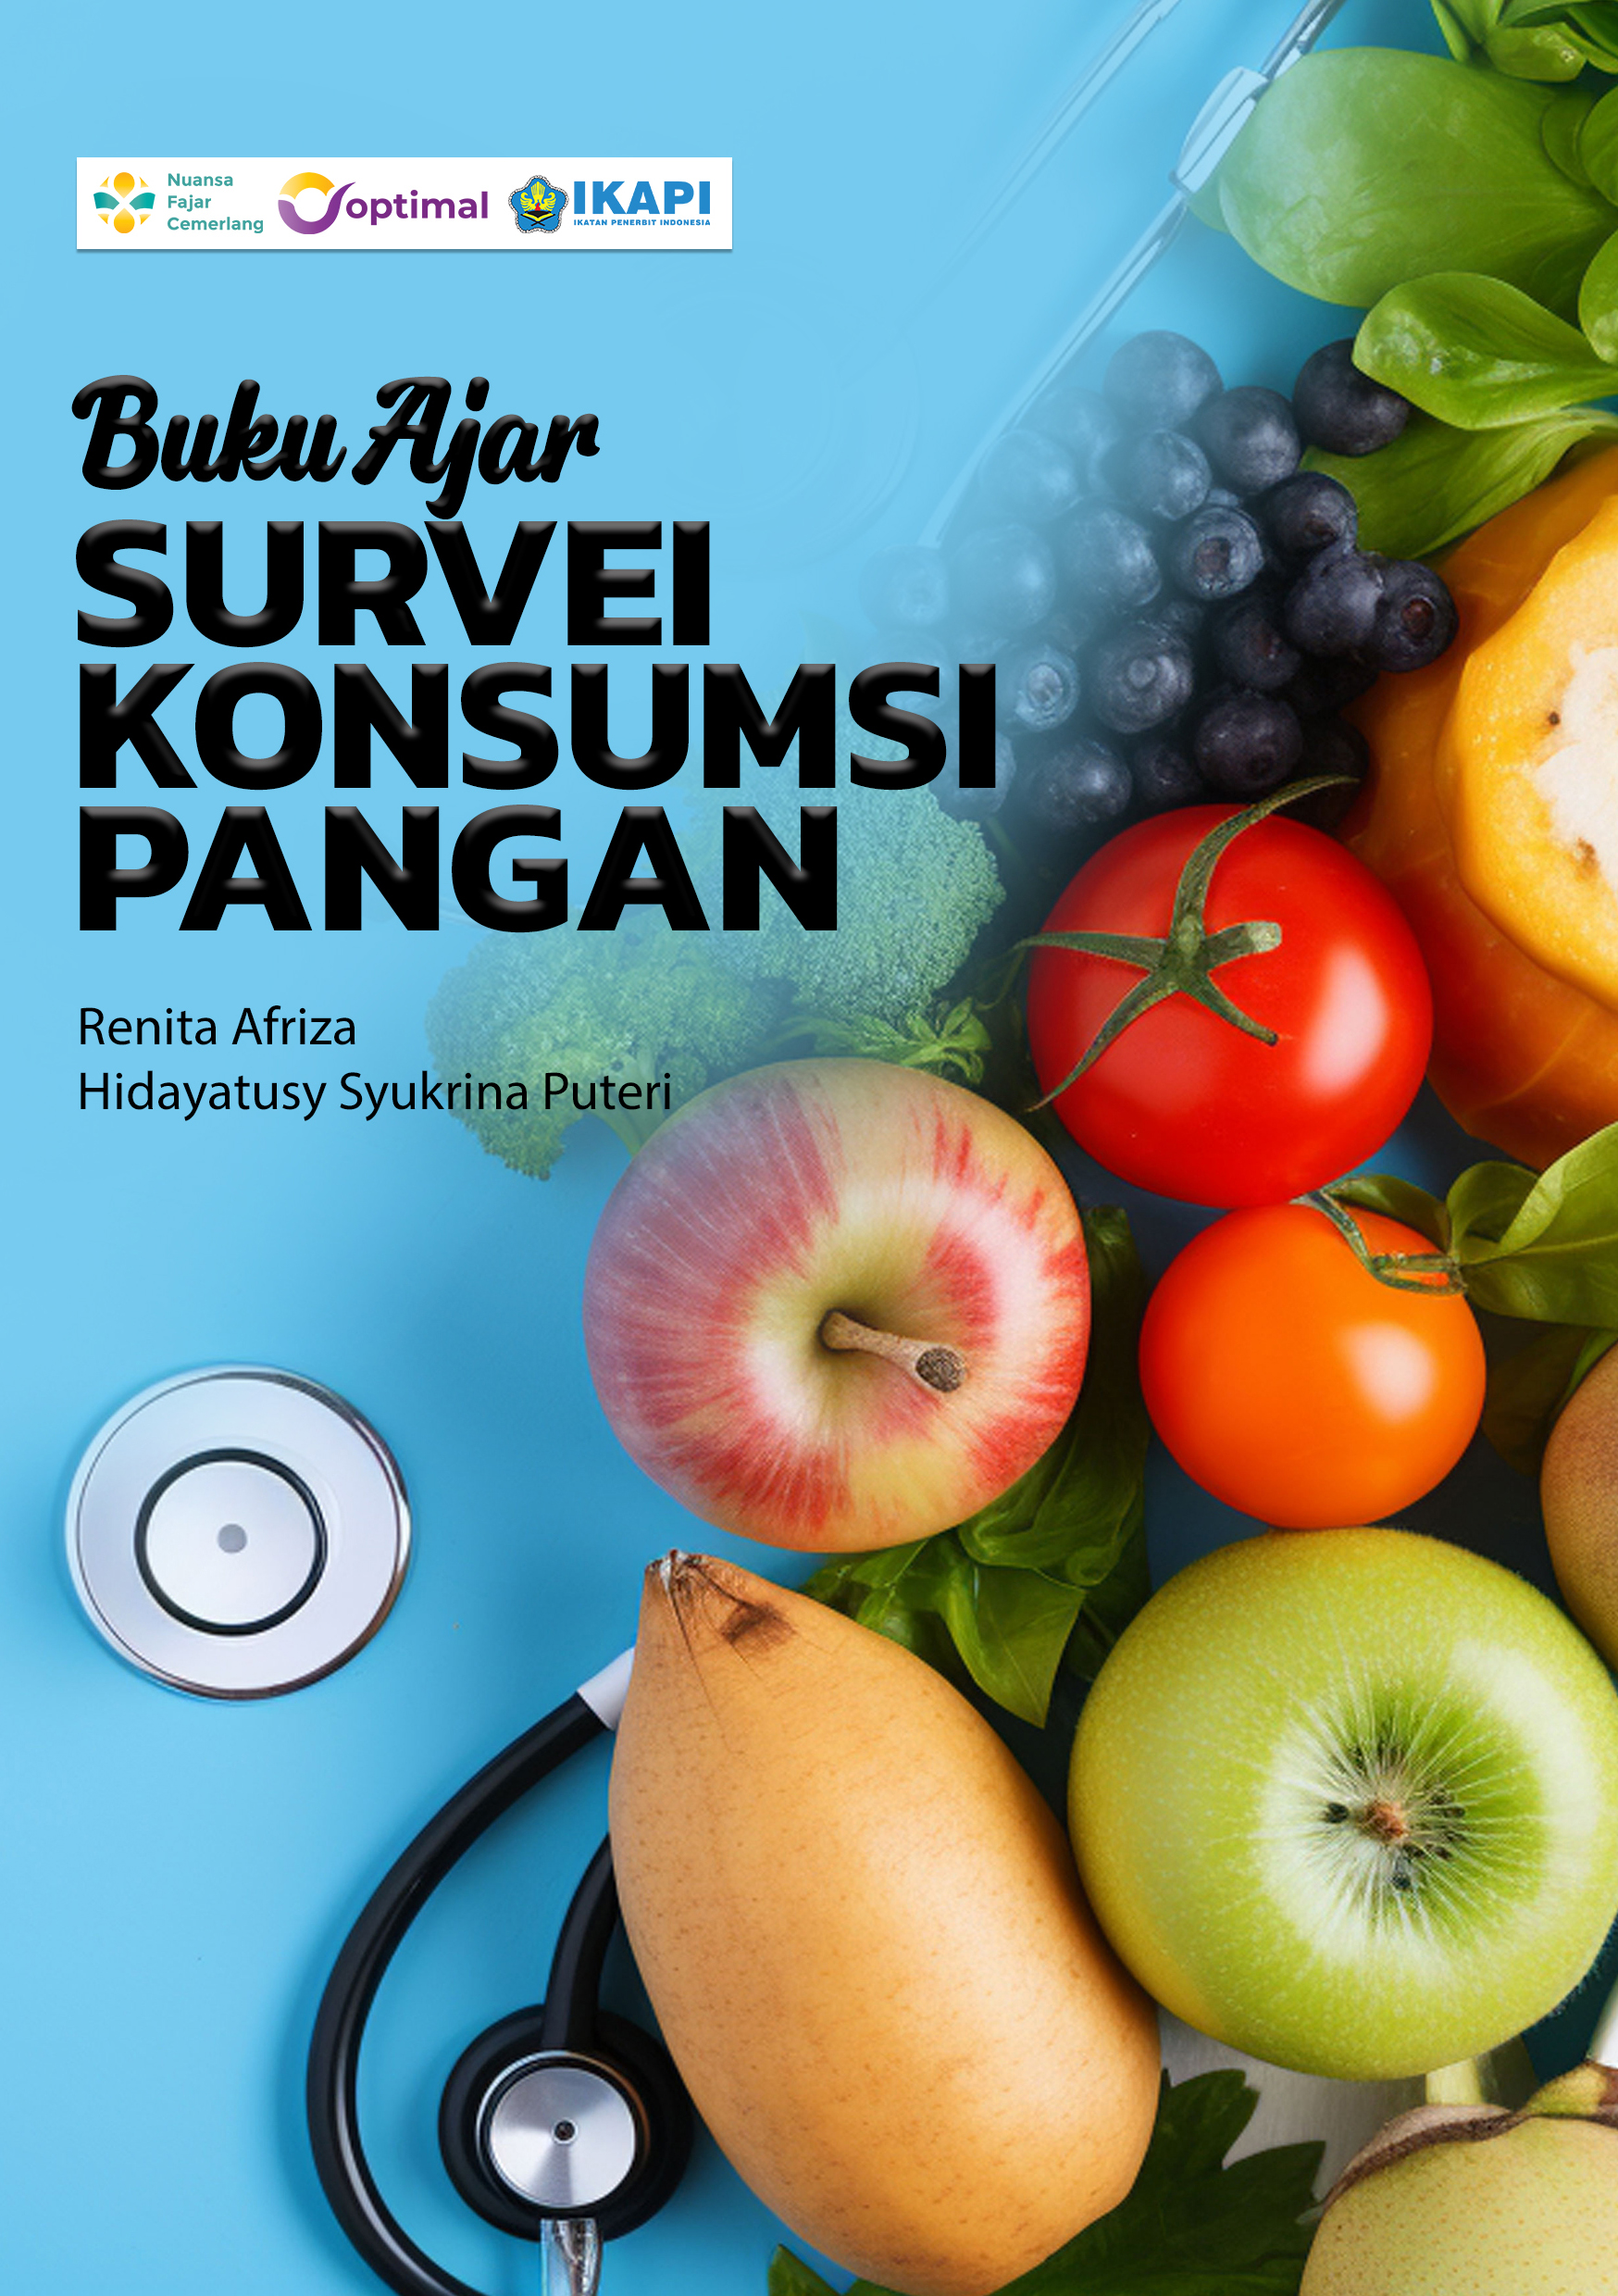 Nuansa
Fajar
Cemerlang
optimal
IKAPI
IKATAN PENERBIT INDONESIA
Buku Ajar
SURVEI
KONSUMSI
PANGAN
Renita Afriza
Hidayatusy Syukrina Puteri